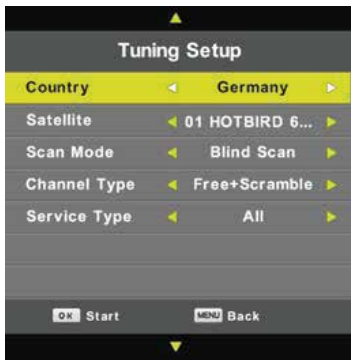 Tuning Setup
Country Germany
Satellite 01 HOTBIRD 6...
Scan Mode Blind Scan
Channel Type Free+Scramble
Service Type All
OK Start MENU Back